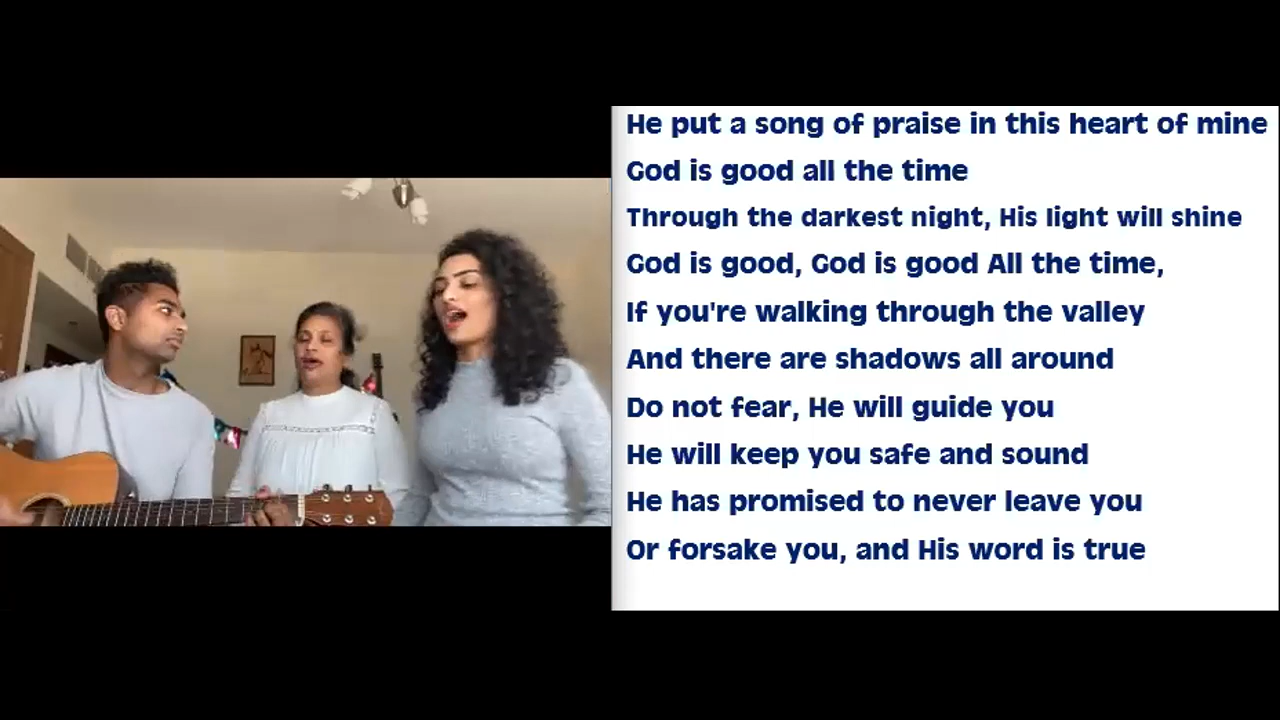 He put a song of praise in this heart of mine
God is good all the time
Through the darkest night, His light will shine
God is good, God is good All the time,
If you're walking through the valley
And there are shadows all around
Do not fear, He will guide you
He will keep you safe and sound
He has promised to never leave you
Or forsake you, and His word is true